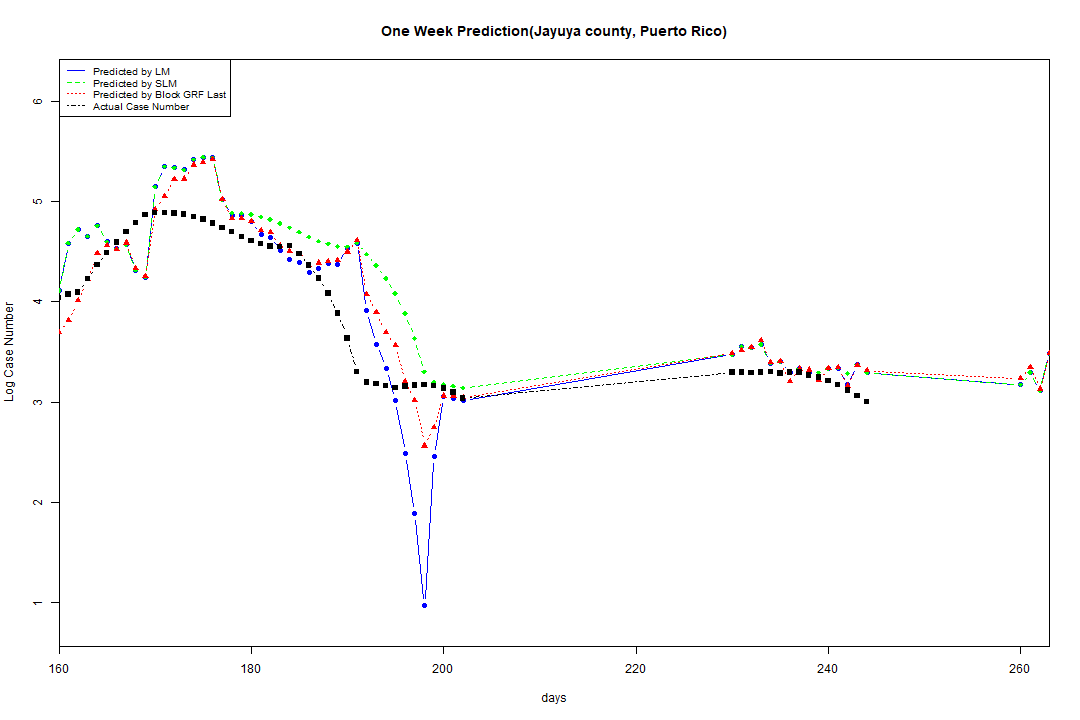 One Week Prediction(Jayuya county, Puerto Rico)
Predicted by LM
Predicted by SLM
Predicted by Block GRF Last
Actual Case Number
Log Case Number
6
5
4
3
2
1
160 180 200 220 240 260
days